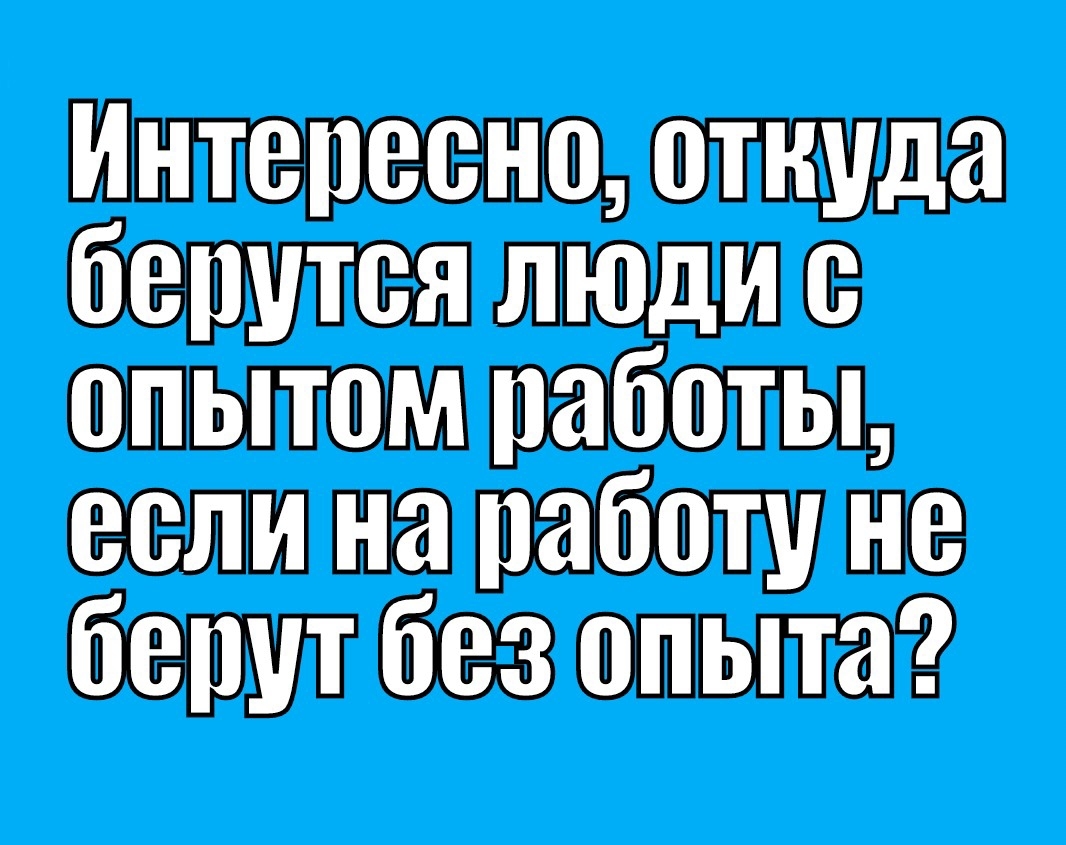 Интересно, откуда
берутся люди с
опытом работы,
если на работу не
берут без опыта?